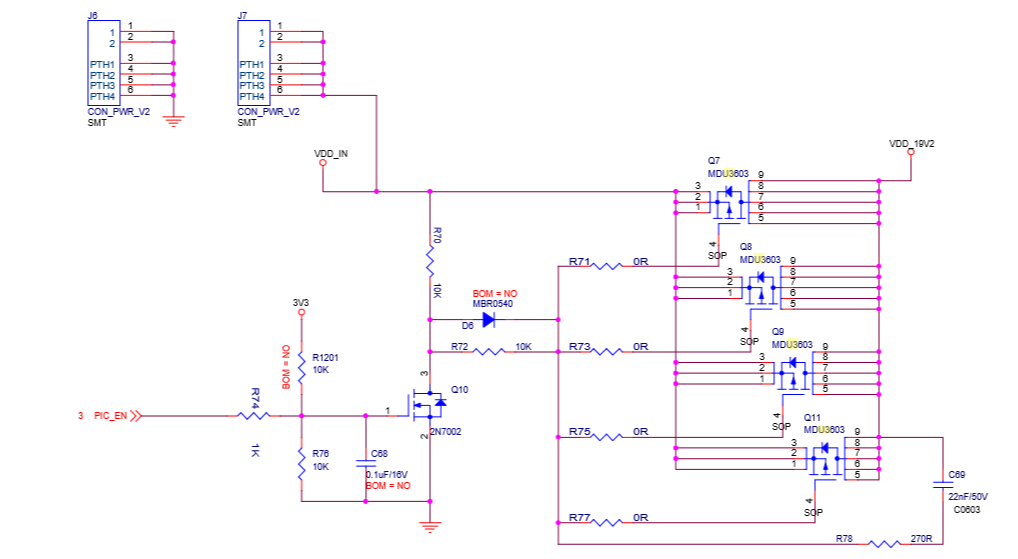 J6
1
1
2
2
PTH1
3
PTH2
4
PTH3
5
PTH4
6
CON_PWR_V2
SMT
J7
1
1
2
2
PTH1
3
PTH2
4
PTH3
5
PTH4
6
CON_PWR_V2
SMT
VDD_IN
VDD_19V2
Q7
MDU3603
3
2
1
9
8
7
6
5
4
SOP
R70
10K
R71 0R
Q8
MDU3603
3
2
1
9
8
7
6
5
4
SOP
BOM = NO
MBR0540
D6
R72 10K
R73 0R
Q9
MDU3603
3
2
1
9
8
7
6
5
4
SOP
3V3
BOM = NO
R1201
10K
3 PIC_EN
R74
1K
R76
10K
C68
0.1uF/16V
BOM = NO
3
1
2
Q10
2N7002
R75 0R
Q11
MDU3603
3
2
1
9
8
7
6
5
4
SOP
R77 0R
C69
22nF/50V
C0603
R78 270R